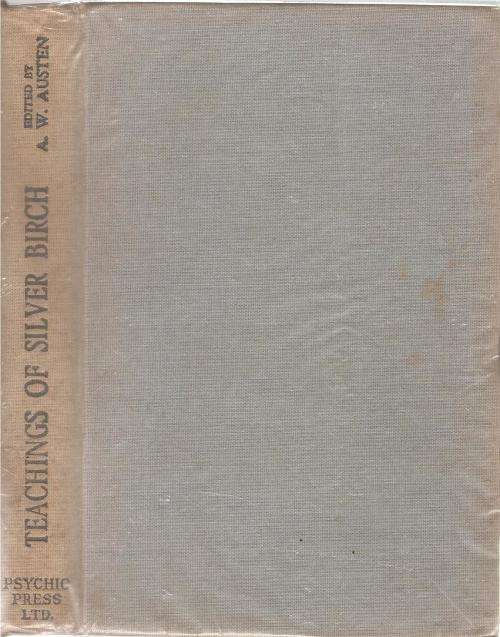 TEACHINGS OF SILVER BIRCH
EDITED BY
A. W. AUSTEN
PSYCHIC
PRESS
LTD.